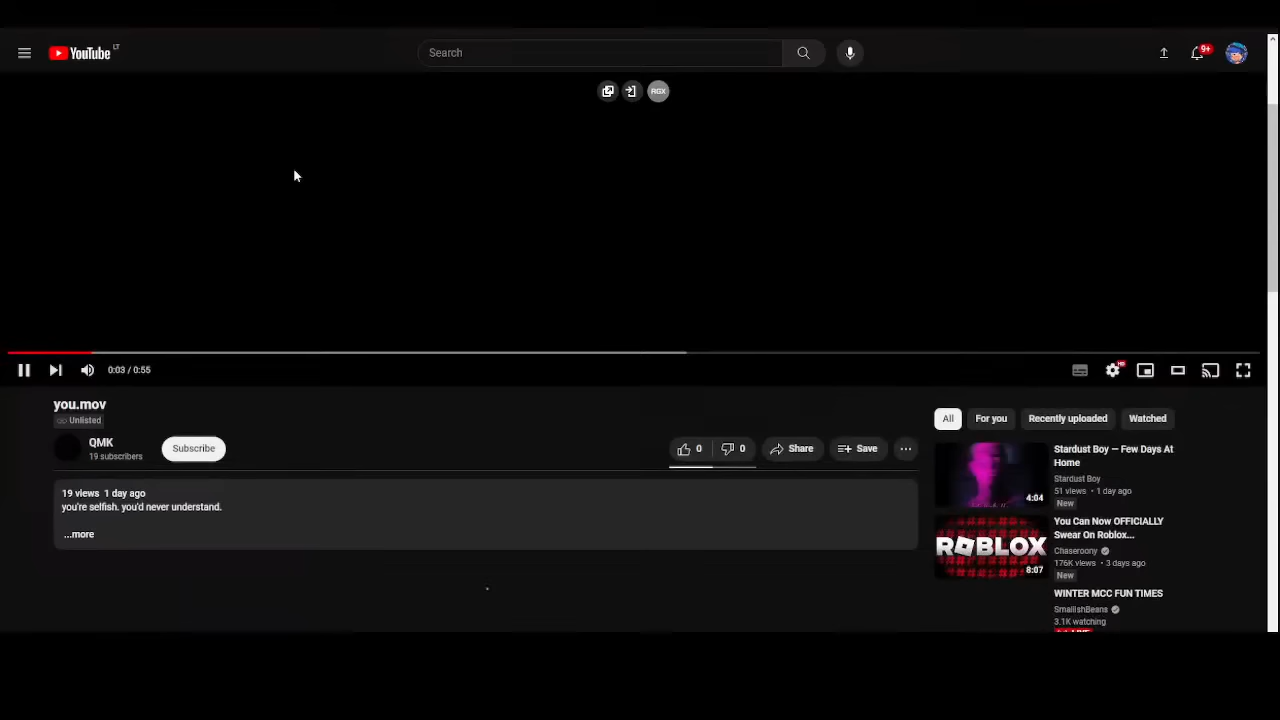 YouTube LT
Search
9+
RGX
0:03 / 0:55
HD
you.mov
Unlisted
QMK
19 subscribers
Subscribe
0
0
Share
Save
19 views 1 day ago
you're selfish. you'd never understand.
...more
All
For you
Recently uploaded
Watched
4:04
Stardust Boy — Few Days At
Home
Stardust Boy
51 views • 1 day ago
New
ROBLOX
8:07
You Can Now OFFICIALLY
Swear On Roblox...
Chaseroony
176K views • 3 days ago
New
WINTER MCC FUN TIMES
SmallishBeans
3.1K watching
LIVE